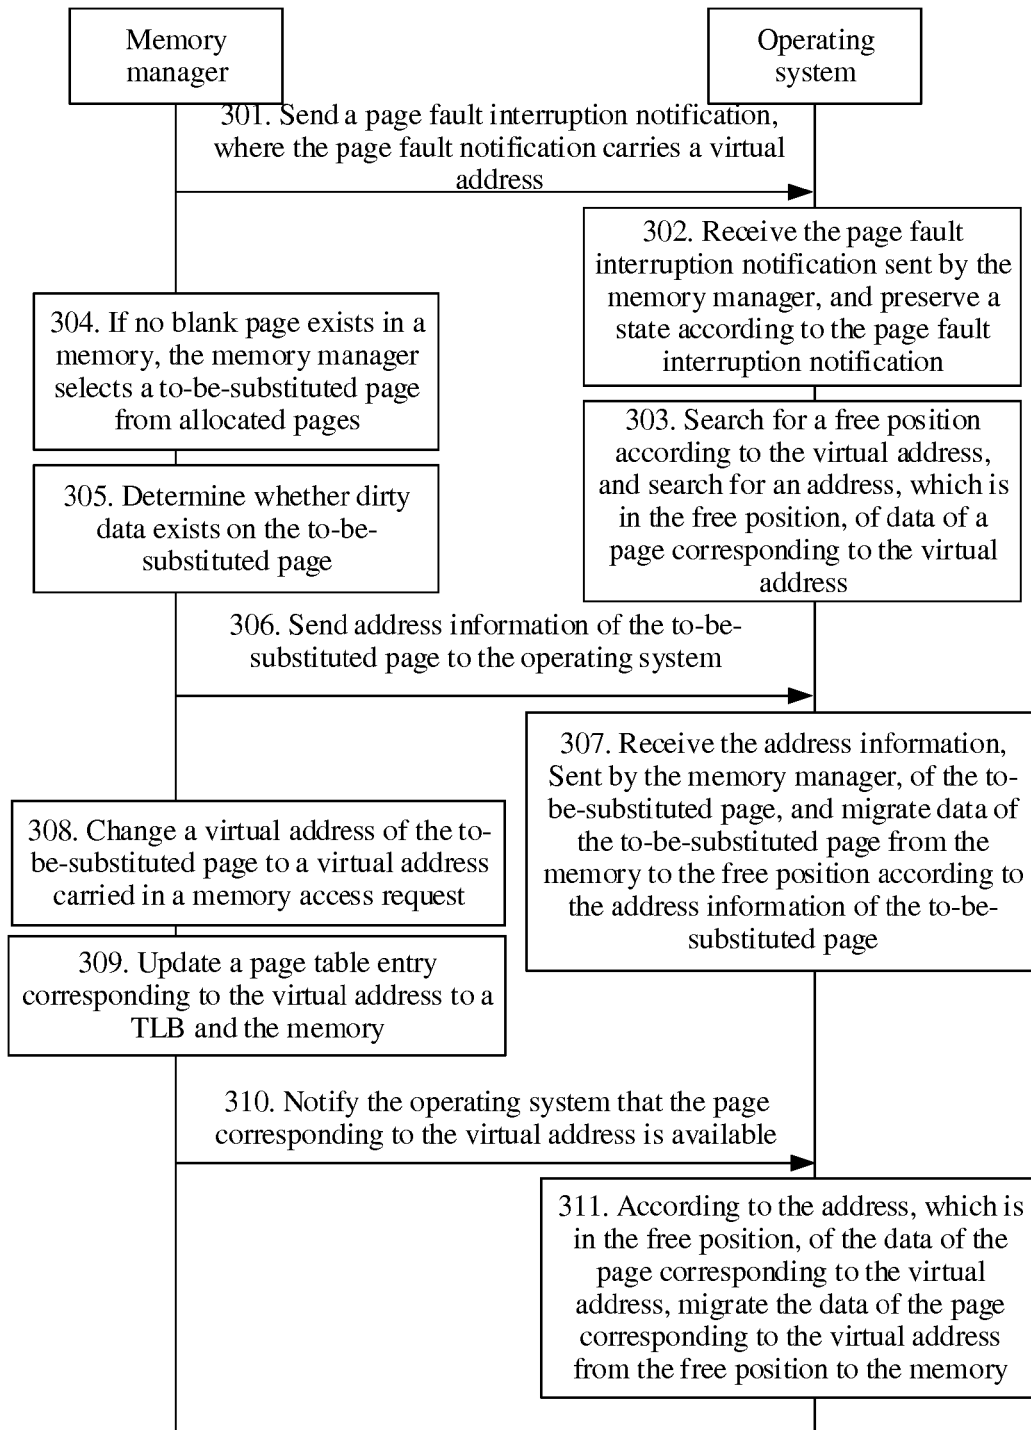 Memory
manager
Operating
system
301. Send a page fault interruption notification,
where the page fault notification carries a virtual
address
302. Receive the page fault
interruption notification sent by the
memory manager, and preserve a
state according to the page fault
interruption notification
304. If no blank page exists in a
memory, the memory manager
selects a to-be-substituted page
from allocated pages
303. Search for a free position
according to the virtual address,
and search for an address, which is
in the free position, of data of a
page corresponding to the virtual
address
305. Determine whether dirty
data exists on the to-be-
substituted page
306. Send address information of the to-be-
substituted page to the operating system
307. Receive the address information,
Sent by the memory manager, of the to-
be-substituted page, and migrate data of
the to-be-substituted page from the
memory to the free position according to
the address information of the to-be-
substituted page
308. Change a virtual address of the to-
be-substituted page to a virtual address
carried in a memory access request
309. Update a page table entry
corresponding to the virtual address to a
TLB and the memory
310. Notify the operating system that the page
corresponding to the virtual address is available
311. According to the address, which is
in the free position, of the data of the
page corresponding to the virtual
address, migrate the data of the page
corresponding to the virtual address
from the free position to the memory